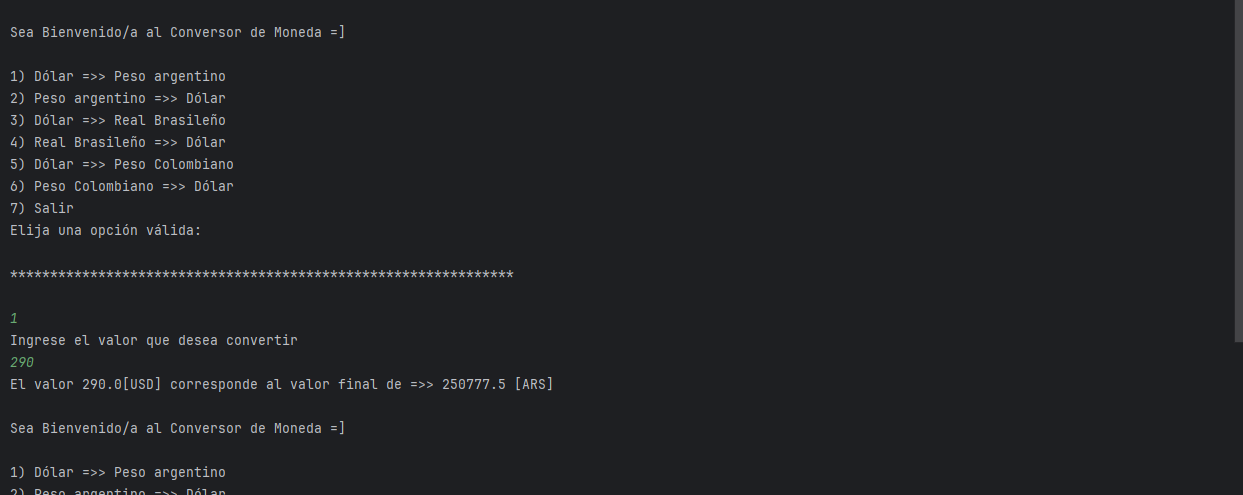 Sea Bienvenido/a al Conversor de Moneda =]
1) Dólar =>> Peso argentino
2) Peso argentino =>> Dólar
3) Dólar =>> Real Brasileño
4) Real Brasileño =>> Dólar
5) Dólar =>> Peso Colombiano
6) Peso Colombiano =>> Dólar
7) Salir
Elija una opción válida:
***************************************************************
1
Ingrese el valor que desea convertir
290
El valor 290.0[USD] corresponde al valor final de =>> 250777.5 [ARS]
Sea Bienvenido/a al Conversor de Moneda =]
1) Dólar =>> Peso argentino
2) Peso argentino =>> Dólar